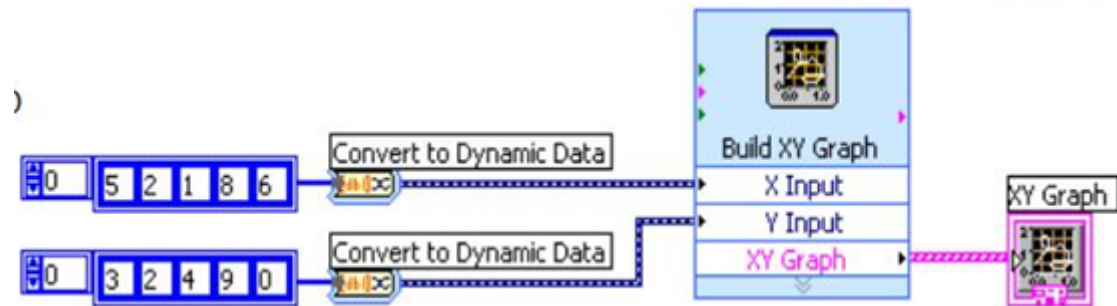 Build XY Graph
Convert to Dynamic Data
0 5 2 1 8 6
X Input
XY Graph
Y Input
Convert to Dynamic Data
0 3 2 4 9 0
XY Graph